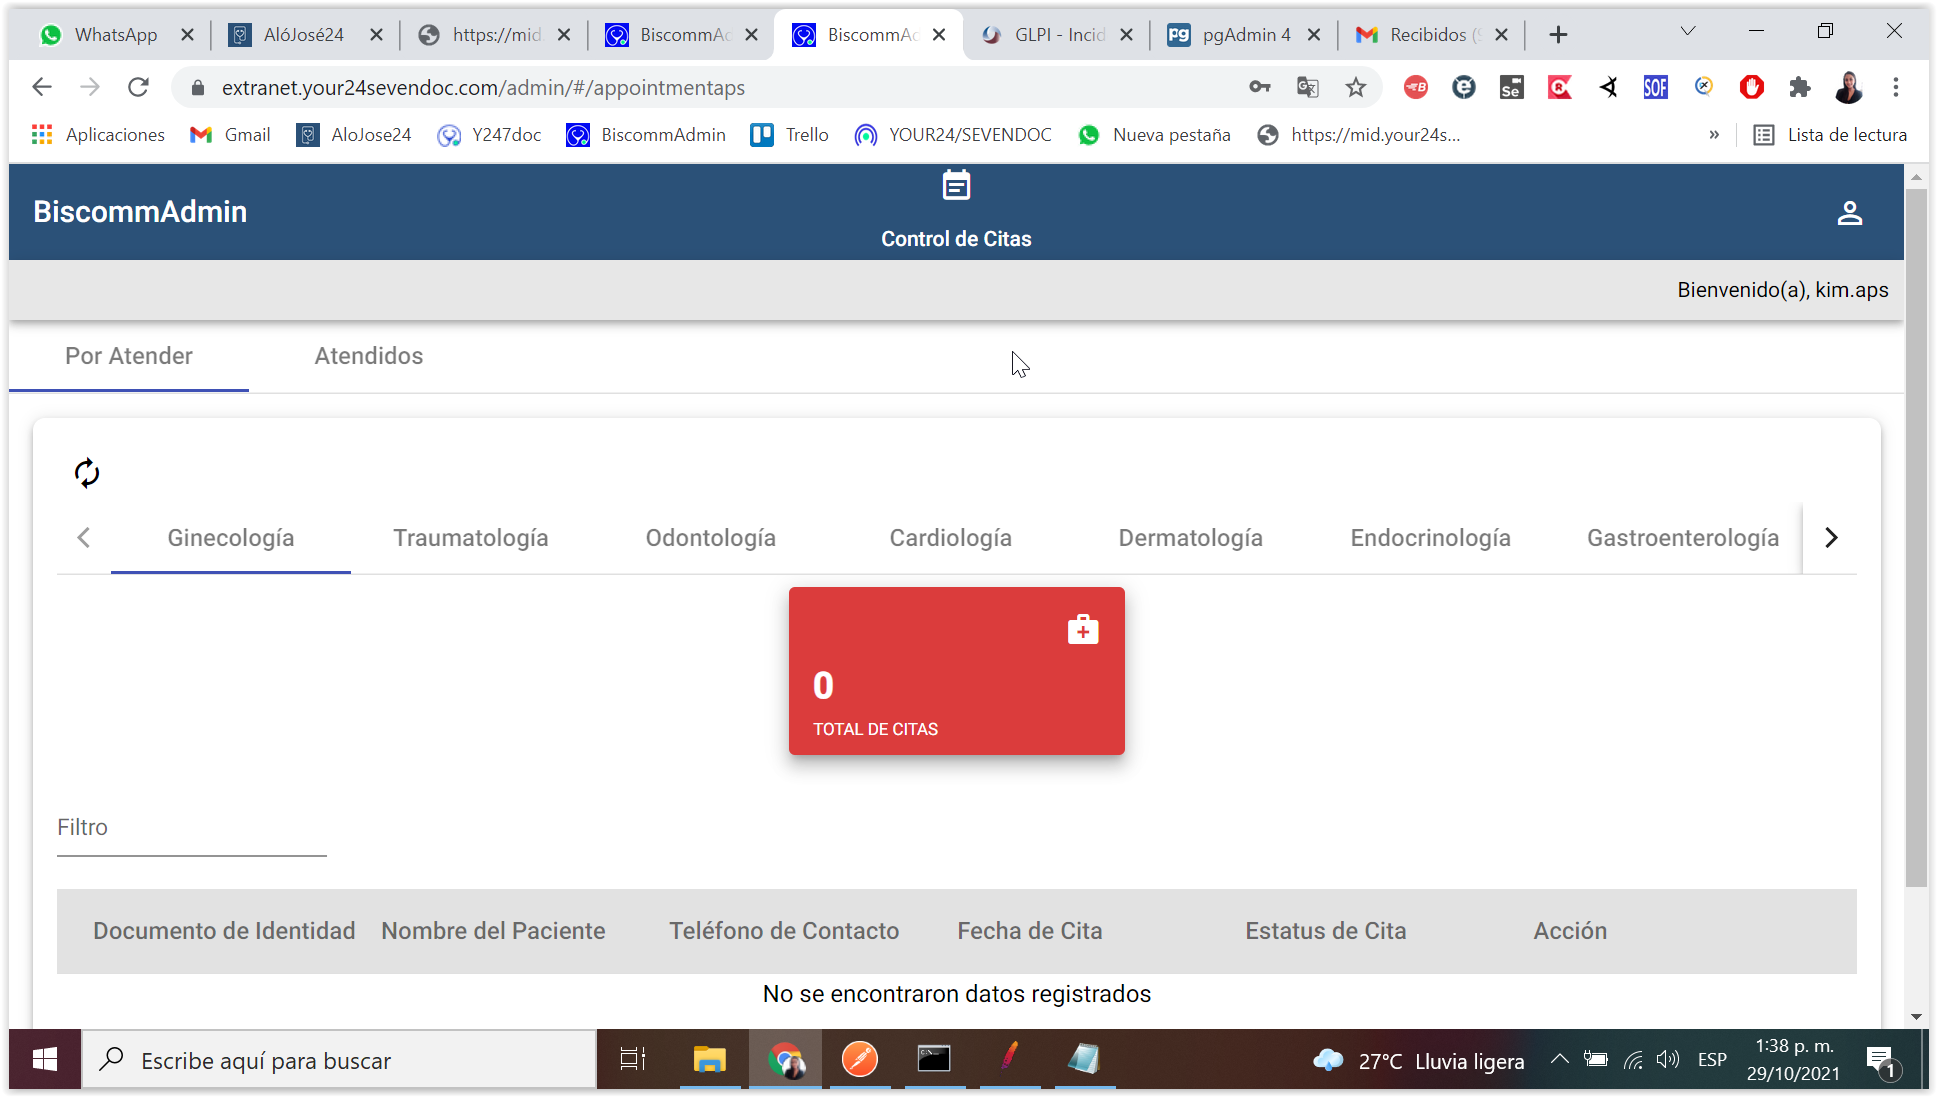 WhatsApp
AlóJosé24
https://mid
BiscommAd
BiscommAd
GLPI - Incid
pgAdmin 4
Recibidos (
extranet.your24sevendoc.com/admin/#/appointmentaps
Aplicaciones
Gmail
AloJose24
Y247doc
BiscommAdmin
Trello
YOUR24/SEVENDOC
Nueva pestaña
https://mid.your24s...
»
Lista de lectura
BiscommAdmin
Control de Citas
Bienvenido(a), kim.aps
Por Atender
Atendidos
Ginecología
Traumatología
Odontología
Cardiología
Dermatología
Endocrinología
Gastroenterología
0
TOTAL DE CITAS
Filtro
Documento de Identidad
Nombre del Paciente
Teléfono de Contacto
Fecha de Cita
Estatus de Cita
Acción
No se encontraron datos registrados
Escribe aquí para buscar
27°C Lluvia ligera
ESP
1:38 p. m.
29/10/2021
1